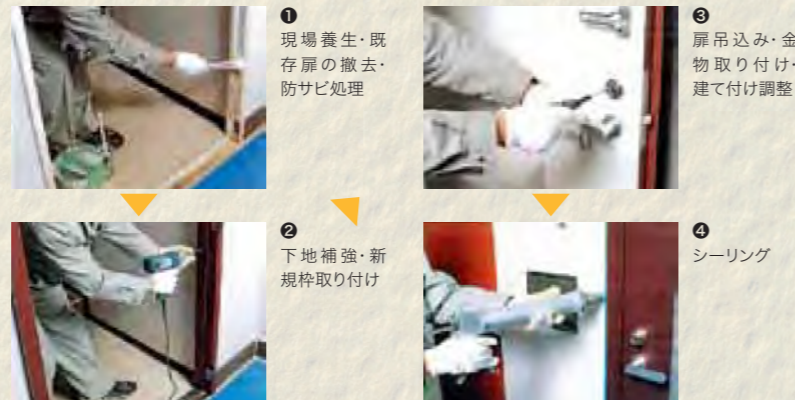 ❶
現場養生・既
存扉の撤去・
防サビ処理
❷
下地補強・新
規枠取り付け
❸
扉吊込み・金
物取り付け・
建て付け調整
❹
シーリング